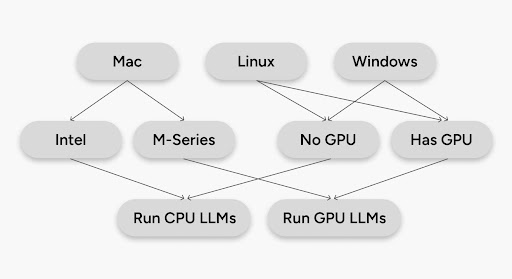 Mac
Linux
Windows
Intel
M-Series
No GPU
Has GPU
Run CPU LLMs
Run GPU LLMs